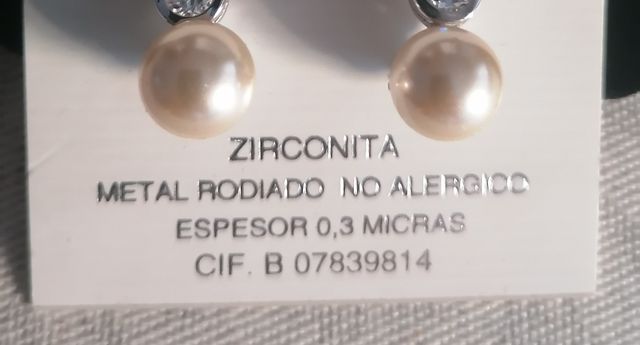 ZIRCONITA
METAL RODIADO NO ALERGICO
ESPESOR 0,3 MICRAS
CIF. B 07839814